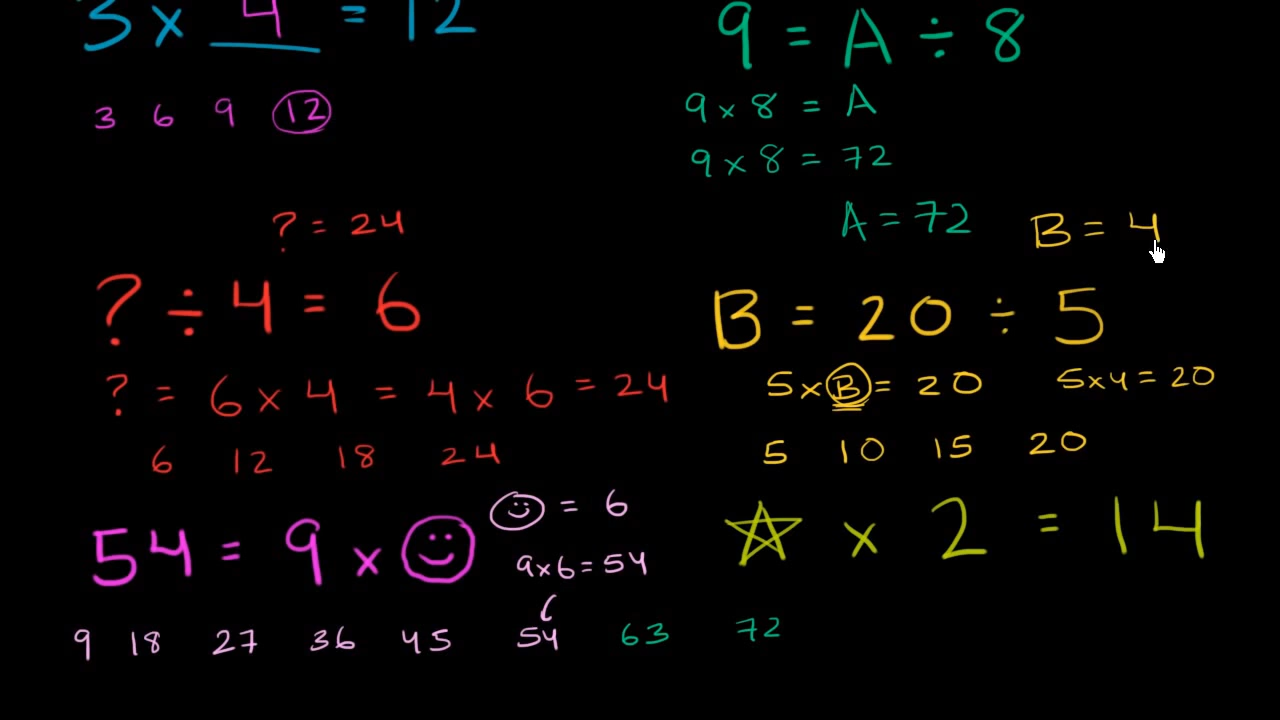 3 × 4 = 12
3 6 9 12
? = 24
? ÷ 4 = 6
? = 6 × 4 = 4 × 6 = 24
6 12 18 24
54 = 9 × ☺
☺ = 6
9×6=54
9 18 27 36 45 54 63 72
9 = A ÷ 8
9 × 8 = A
9 × 8 = 72
A = 72
B = 4
B = 20 ÷ 5
5×B = 20
5×4=20
5 10 15 20
☆ × 2 = 14